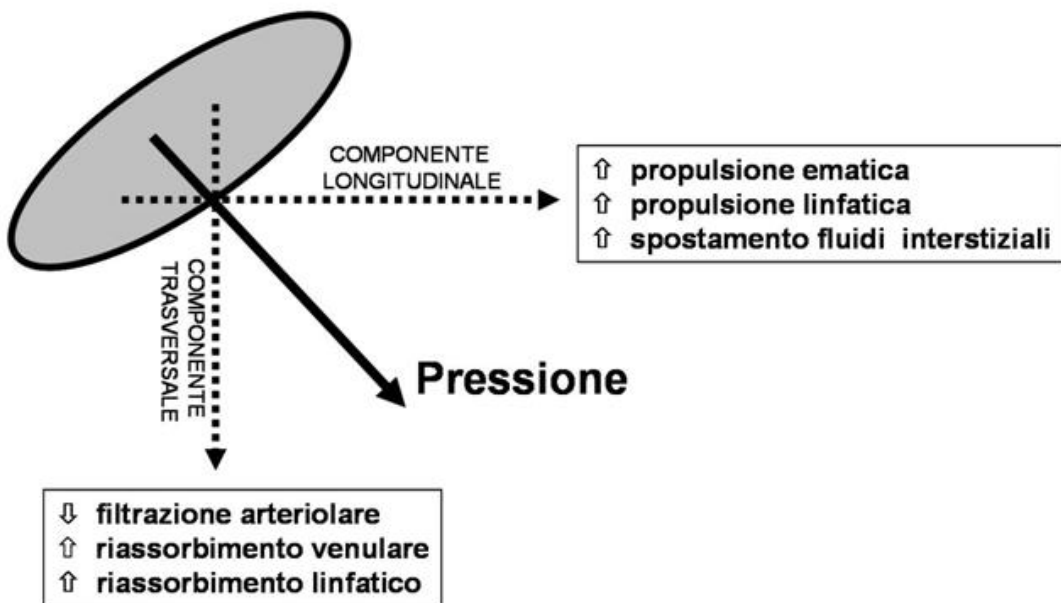 COMPONENTE
LONGITUDINALE
⇧ propulsione ematica
⇧ propulsione linfatica
⇧ spostamento fluidi interstiziali
COMPONENTE
TRASVERSALE
Pressione
⇩ filtrazione arteriolare
⇧ riassorbimento venulare
⇧ riassorbimento linfatico